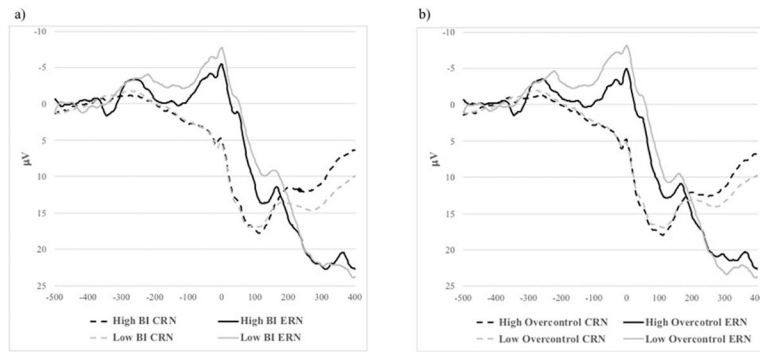 a)
-10
-5
0
5
10
15
20
25
μV
-500 -400 -300 -200 -100 0 100 200 300 400
High BI CRN High BI ERN
Low BI CRN Low BI ERN
b)
-10
-5
0
5
10
15
20
25
μV
-500 -400 -300 -200 -100 0 100 200 300 400
High Overcontrol CRN High Overcotrol ERN
Low Overcontrol CRN Low Overcontrol ERN